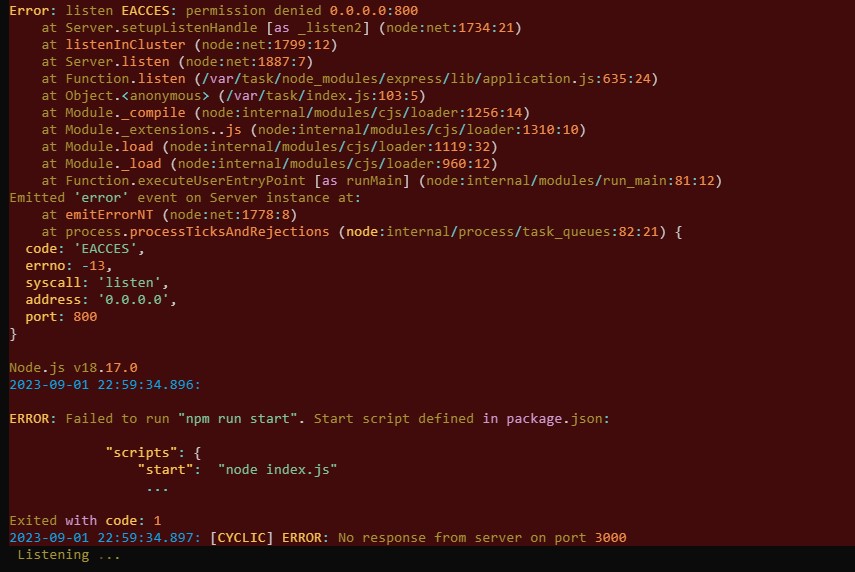 Error: listen EACCES: permission denied 0.0.0.0:800
    at Server.setupListenHandle [as _listen2] (node:net:1734:21)
    at listenInCluster (node:net:1799:12)
    at Server.listen (node:net:1887:7)
    at Function.listen (/var/task/node_modules/express/lib/application.js:635:24)
    at Object.<anonymous> (/var/task/index.js:103:5)
    at Module._compile (node:internal/modules/cjs/loader:1256:14)
    at Module._extensions..js (node:internal/modules/cjs/loader:1310:10)
    at Module.load (node:internal/modules/cjs/loader:1119:32)
    at Module._load (node:internal/modules/cjs/loader:960:12)
    at Function.executeUserEntryPoint [as runMain] (node:internal/modules/run_main:81:12)
Emitted 'error' event on Server instance at:
    at emitErrorNT (node:net:1778:8)
    at process.processTicksAndRejections (node:internal/process/task_queues:82:21) {
  code: 'EACCES',
  errno: -13,
  syscall: 'listen',
  address: '0.0.0.0',
  port: 800
}
Node.js v18.17.0
2023-09-01 22:59:34.896:
ERROR: Failed to run "npm run start". Start script defined in package.json:
            "scripts": {
                "start":  "node index.js"
                 ...
Exited with code: 1
2023-09-01 22:59:34.897: [CYCLIC] ERROR: No response from server on port 3000
 Listening ...